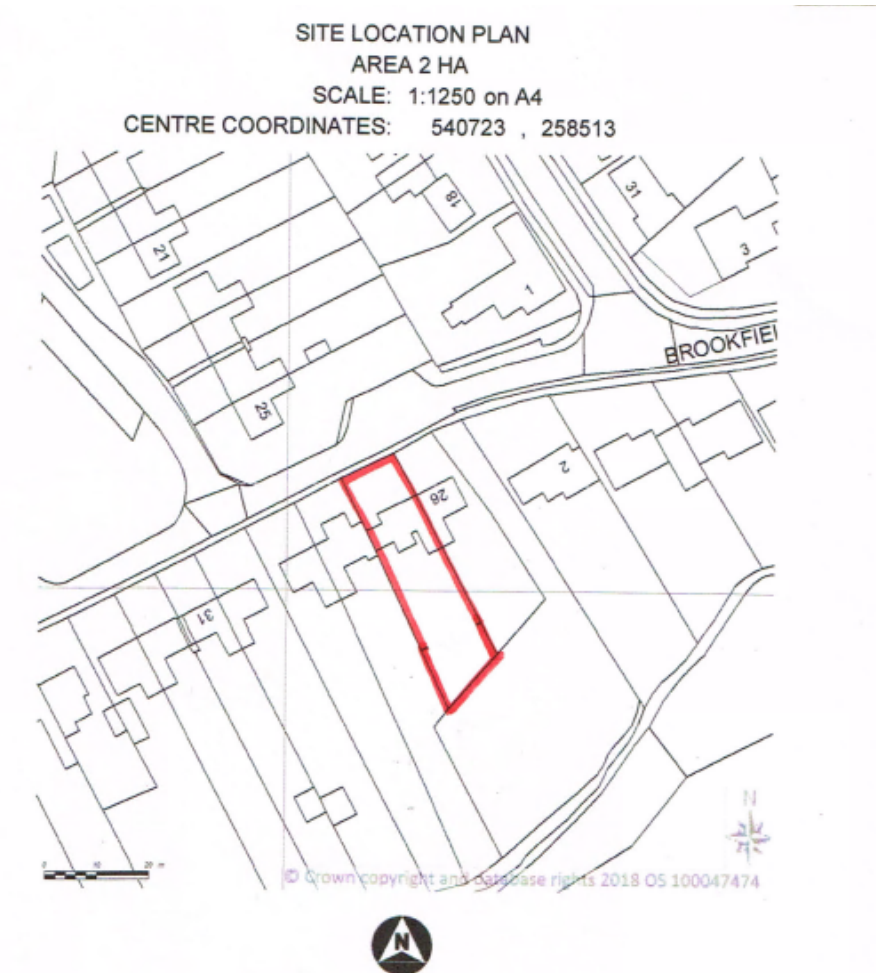 SITE LOCATION PLAN
AREA 2 HA
SCALE: 1:1250 on A4
CENTRE COORDINATES: 540723 , 258513
18
31
21
3
1
BROOKFIE
25
2
26
31
0 10 20 m
N
© Crown copyright and database rights 2018 OS 100047474
N